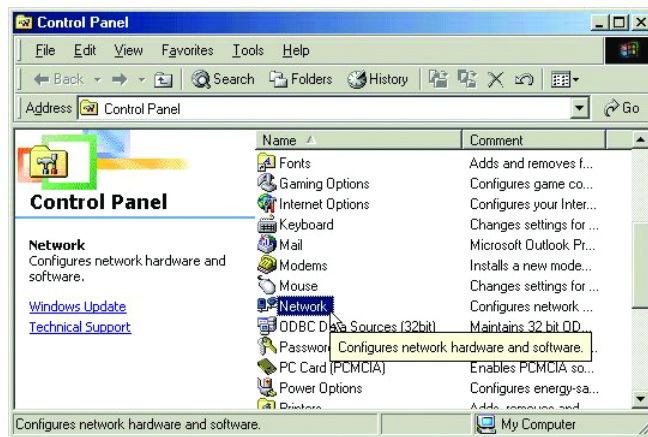 Control Panel
File Edit View Favorites Tools Help
Back Search Folders History
Address Control Panel Go
Control Panel
Network
Configures network hardware and
software.
Windows Update
Technical Support
Name Comment
Fonts Adds and removes f...
Gaming Options Configures game co...
Internet Options Configures your Inter...
Keyboard Changes settings for ...
Mail Microsoft Outlook Pr...
Modems Installs a new mode...
Mouse Changes settings for ...
Network Configures network ...
ODBC Data Sources (32bit) Maintains 32 bit OD...
Configures network hardware and software.
PC Card (PCMCIA) Enables PCMCIA so...
Power Options Configures energy-sa...
Printers Adds, removes and
Configures network hardware and software. My Computer